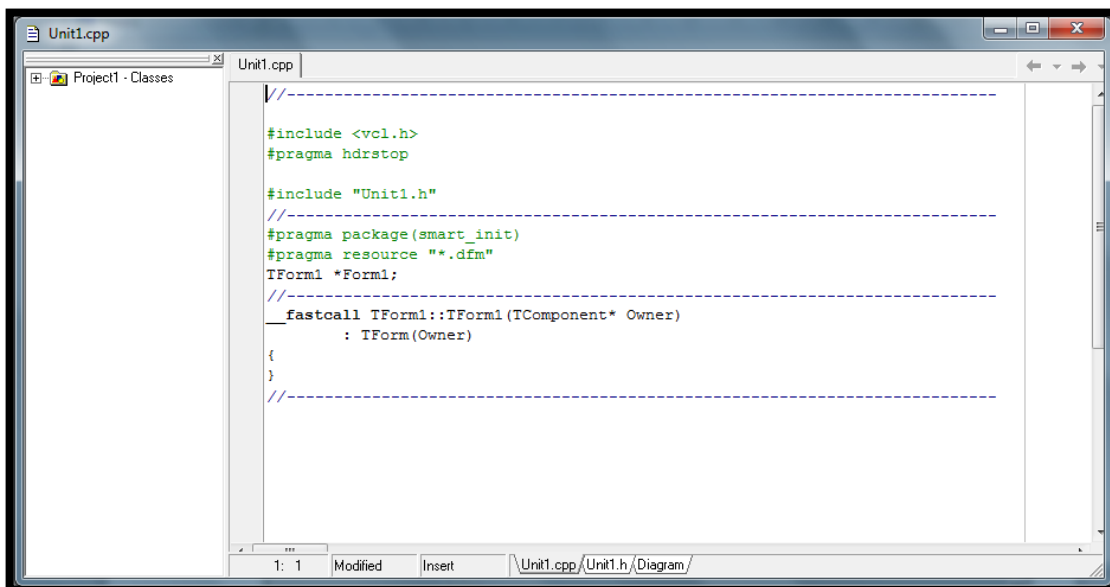 Unit1.cpp
Project1 - Classes
Unit1.cpp
//---------------------------------------------------------------------------
#include <vcl.h>
#pragma hdrstop
#include "Unit1.h"
//---------------------------------------------------------------------------
#pragma package(smart_init)
#pragma resource "*.dfm"
TForm1 *Form1;
//---------------------------------------------------------------------------
__fastcall TForm1::TForm1(TComponent* Owner)
: TForm(Owner)
{
}
//---------------------------------------------------------------------------
1: 1 Modified Insert Unit1.cpp Unit1.h Diagram